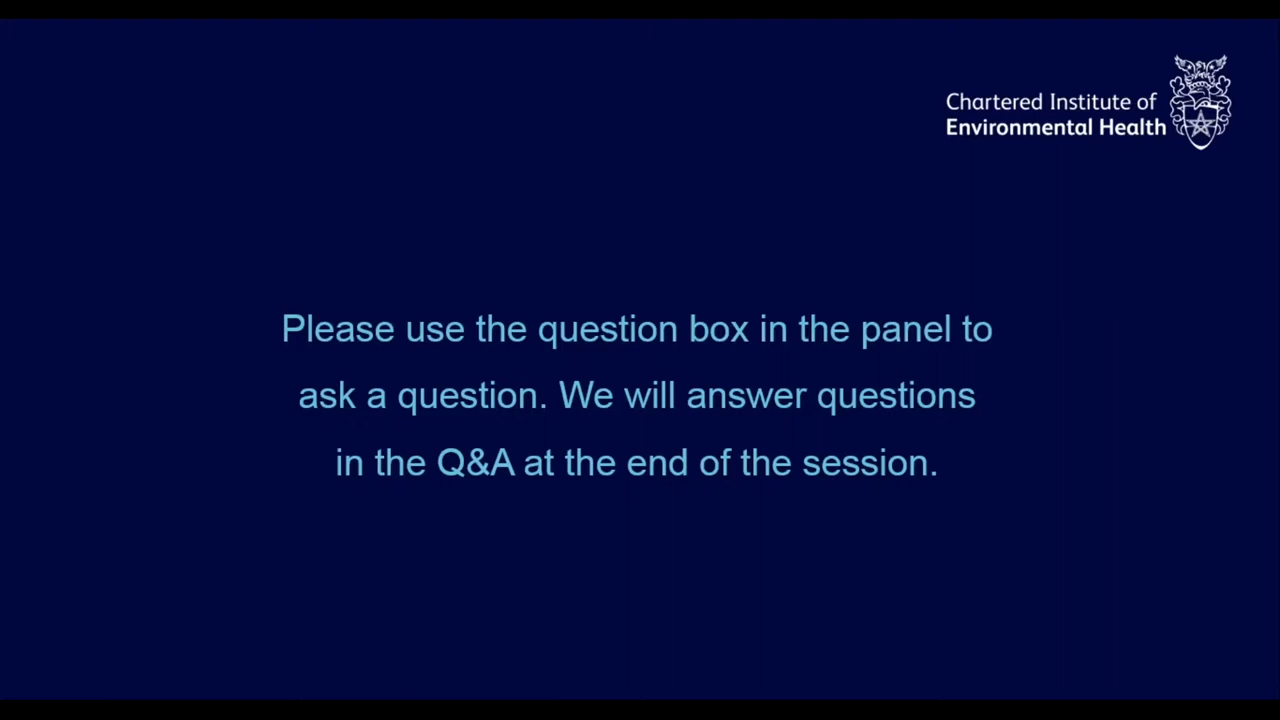 Chartered Institute of
Environmental Health
Please use the question box in the panel to
ask a question. We will answer questions
in the Q&A at the end of the session.